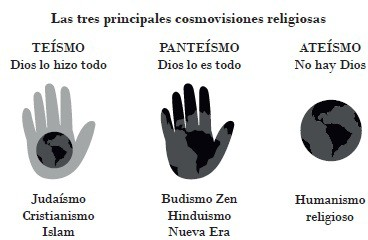 Las tres principales cosmovisiones religiosas
TEÍSMO
Dios lo hizo todo
PANTEÍSMO
Dios lo es todo
ATEÍSMO
No hay Dios
Judaísmo
Cristianismo
Islam
Budismo Zen
Hinduismo
Nueva Era
Humanismo
religioso